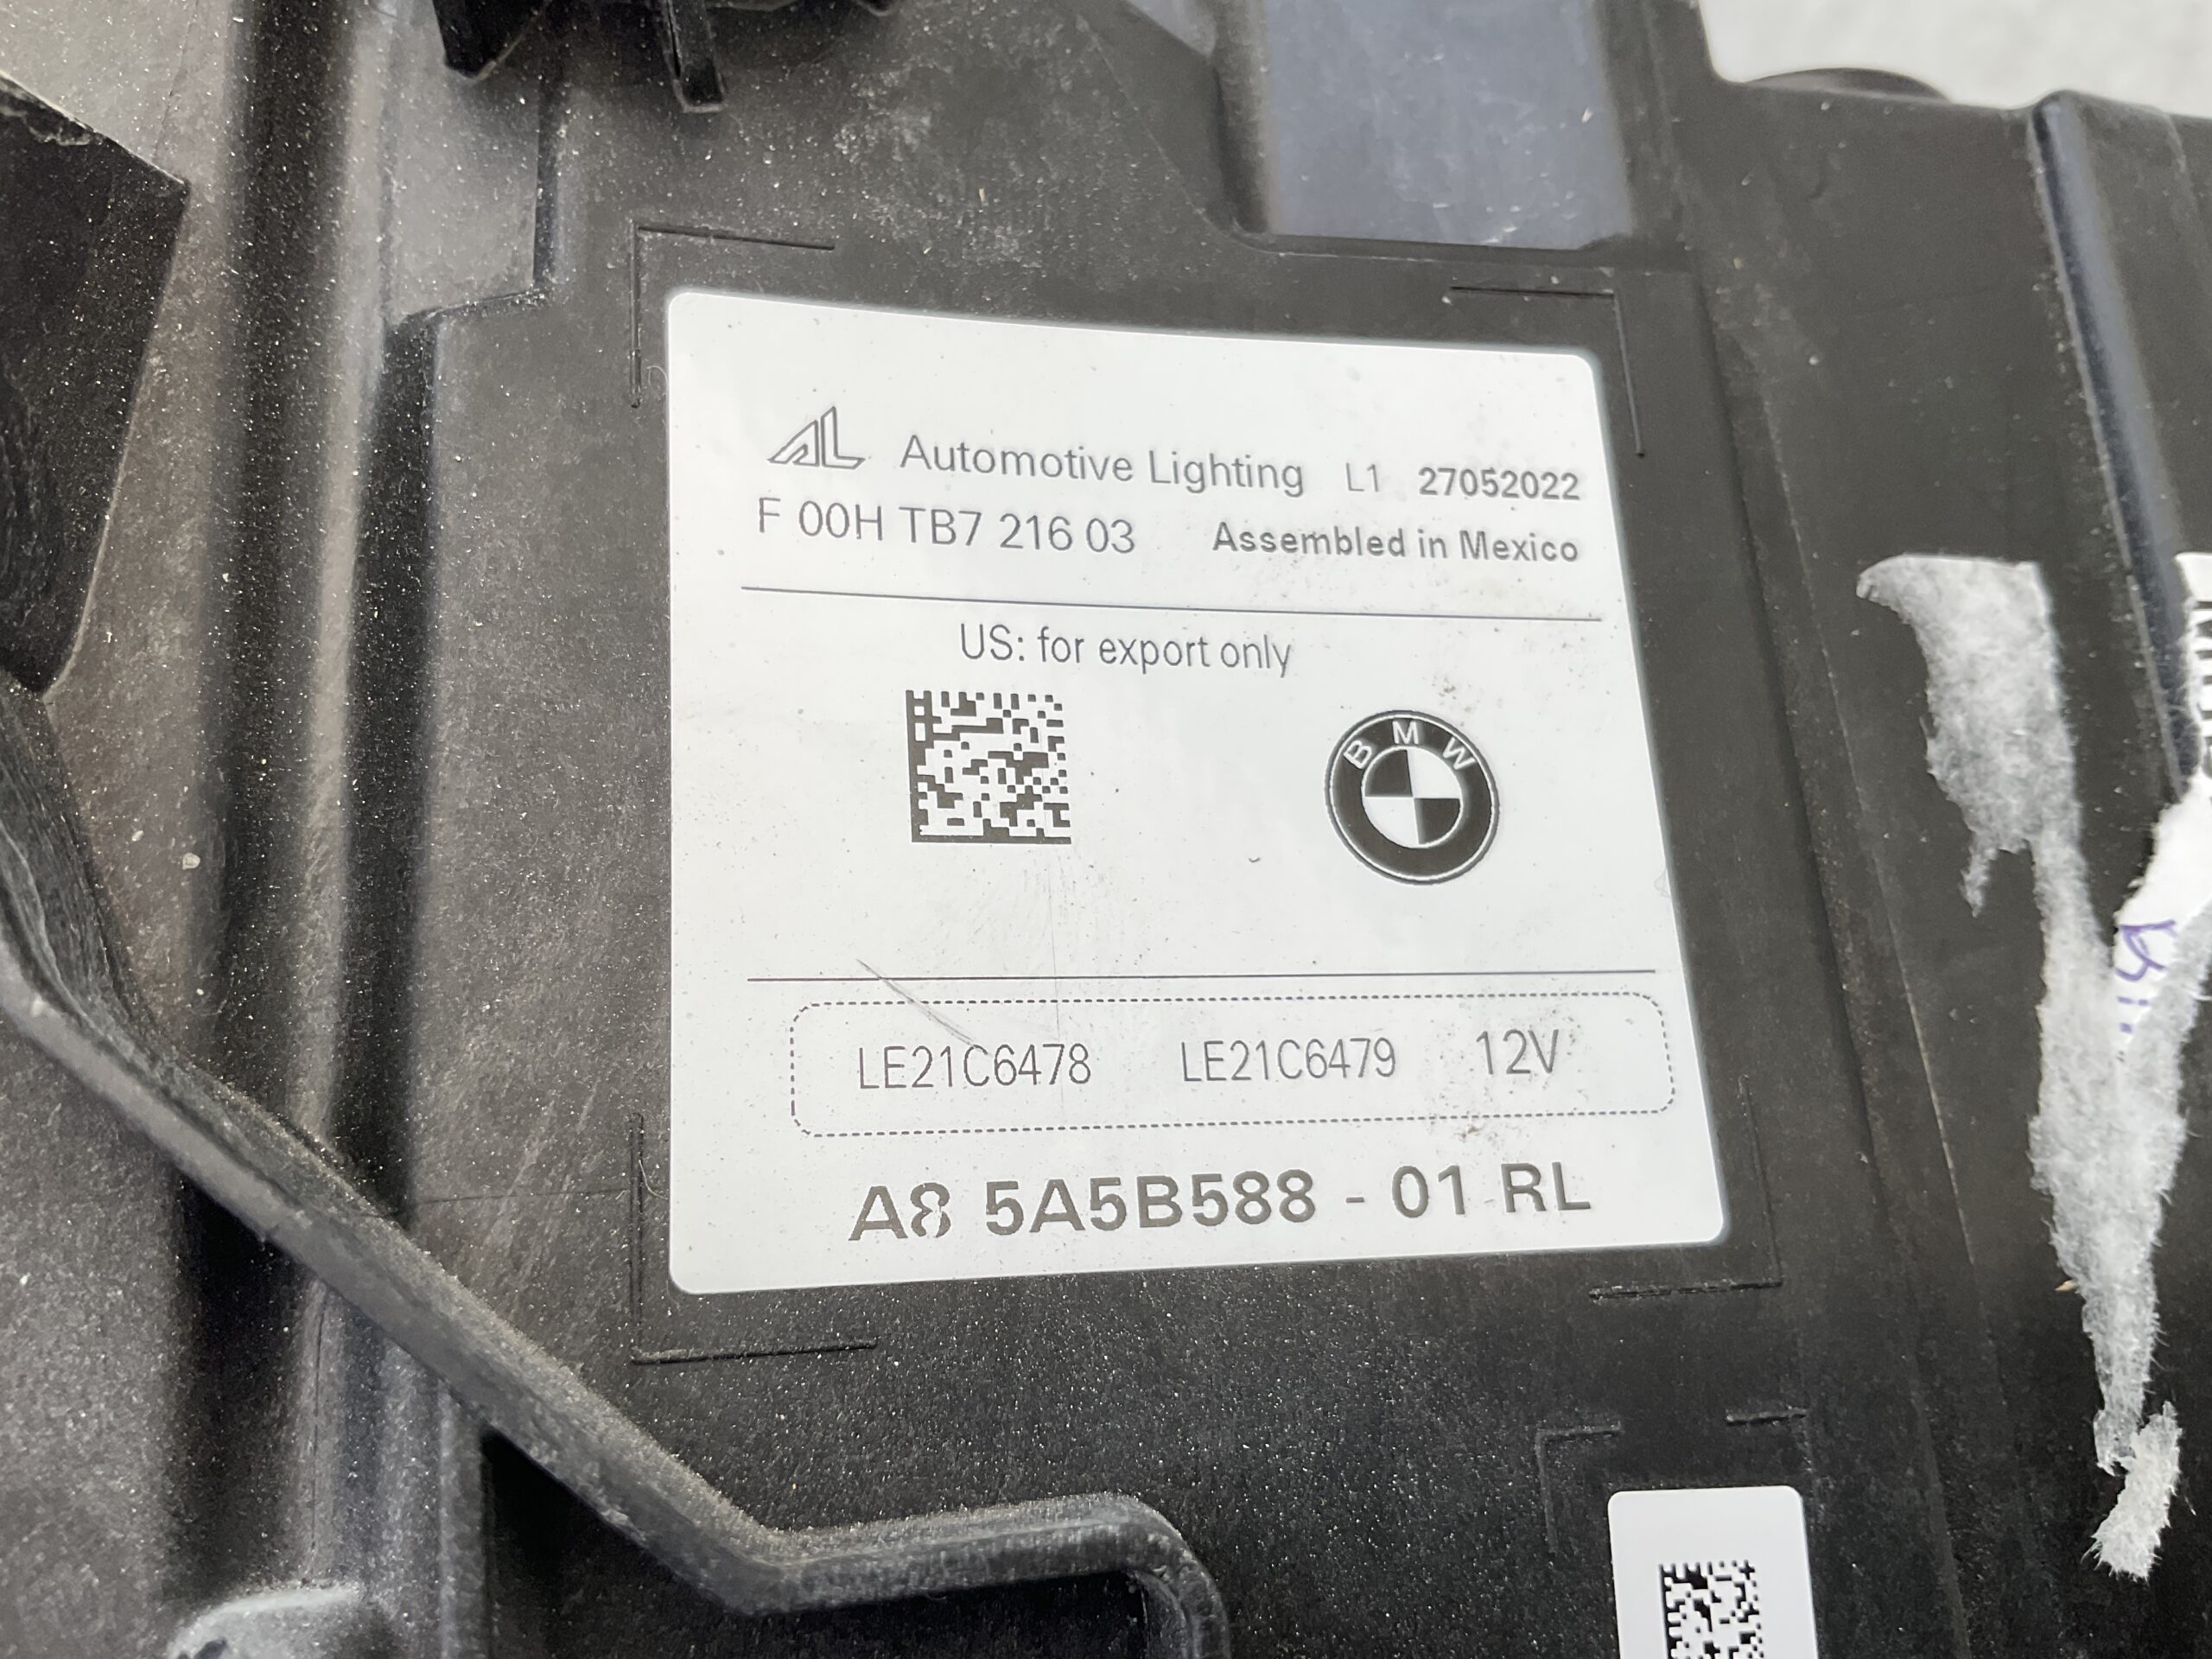 AL Automotive Lighting L1 27052022
F 00H TB7 216 03 Assembled in Mexico
US: for export only
BMW
LE21C6478 LE21C6479 12V
A8 5A5B588 - 01 RL